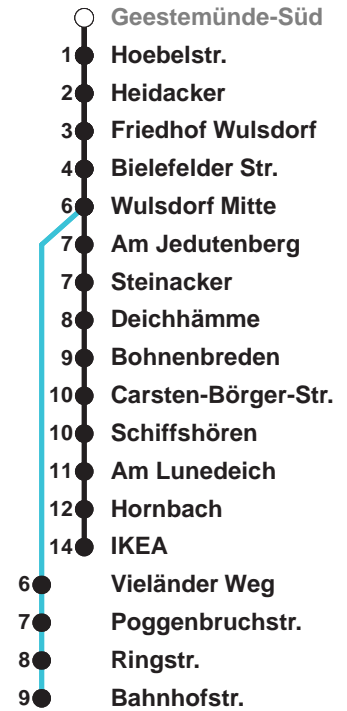 Geestemünde-Süd
1 Hoebelstr.
2 Heidacker
3 Friedhof Wulsdorf
4 Bielefelder Str.
6 Wulsdorf Mitte
7 Am Jedutenberg
7 Steinacker
8 Deichhämme
9 Bohnenbreden
10 Carsten-Börger-Str.
10 Schiffshören
11 Am Lunedeich
12 Hornbach
14 IKEA
6 Vieländer Weg
7 Poggenbruchstr.
8 Ringstr.
9 Bahnhofstr.